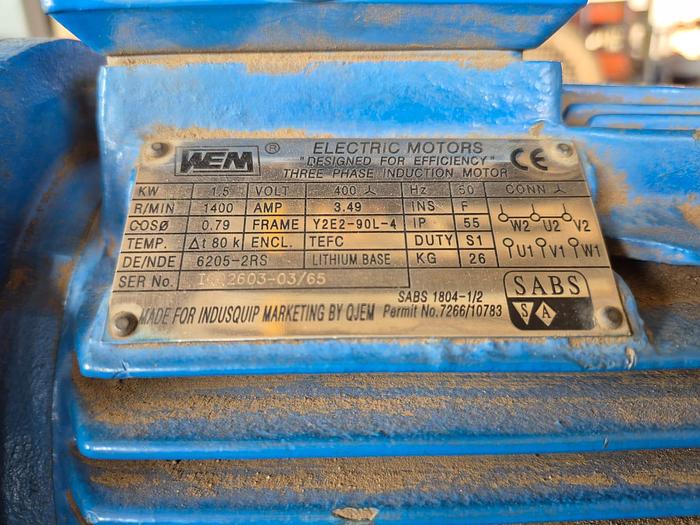 WEM ® ELECTRIC MOTORS CE
"DESIGNED FOR EFFICIENCY"
THREE PHASE INDUCTION MOTOR
KW 1.5 VOLT 400 Hz 50 CONN
R/MIN 1400 AMP 3.49 INS F
COSØ 0.79 FRAME Y2E2-90L-4 IP 55 W2 U2 V2
TEMP. Δt 80 k ENCL. TEFC DUTY S1 U1 V1 W1
DE/NDE 6205-2RS LITHIUM BASE KG 26
SER No. 2603-03/65 SABS
SABS 1804-1/2 S A
MADE FOR INDUSQUIP MARKETING BY QJEM Permit No.7266/10783